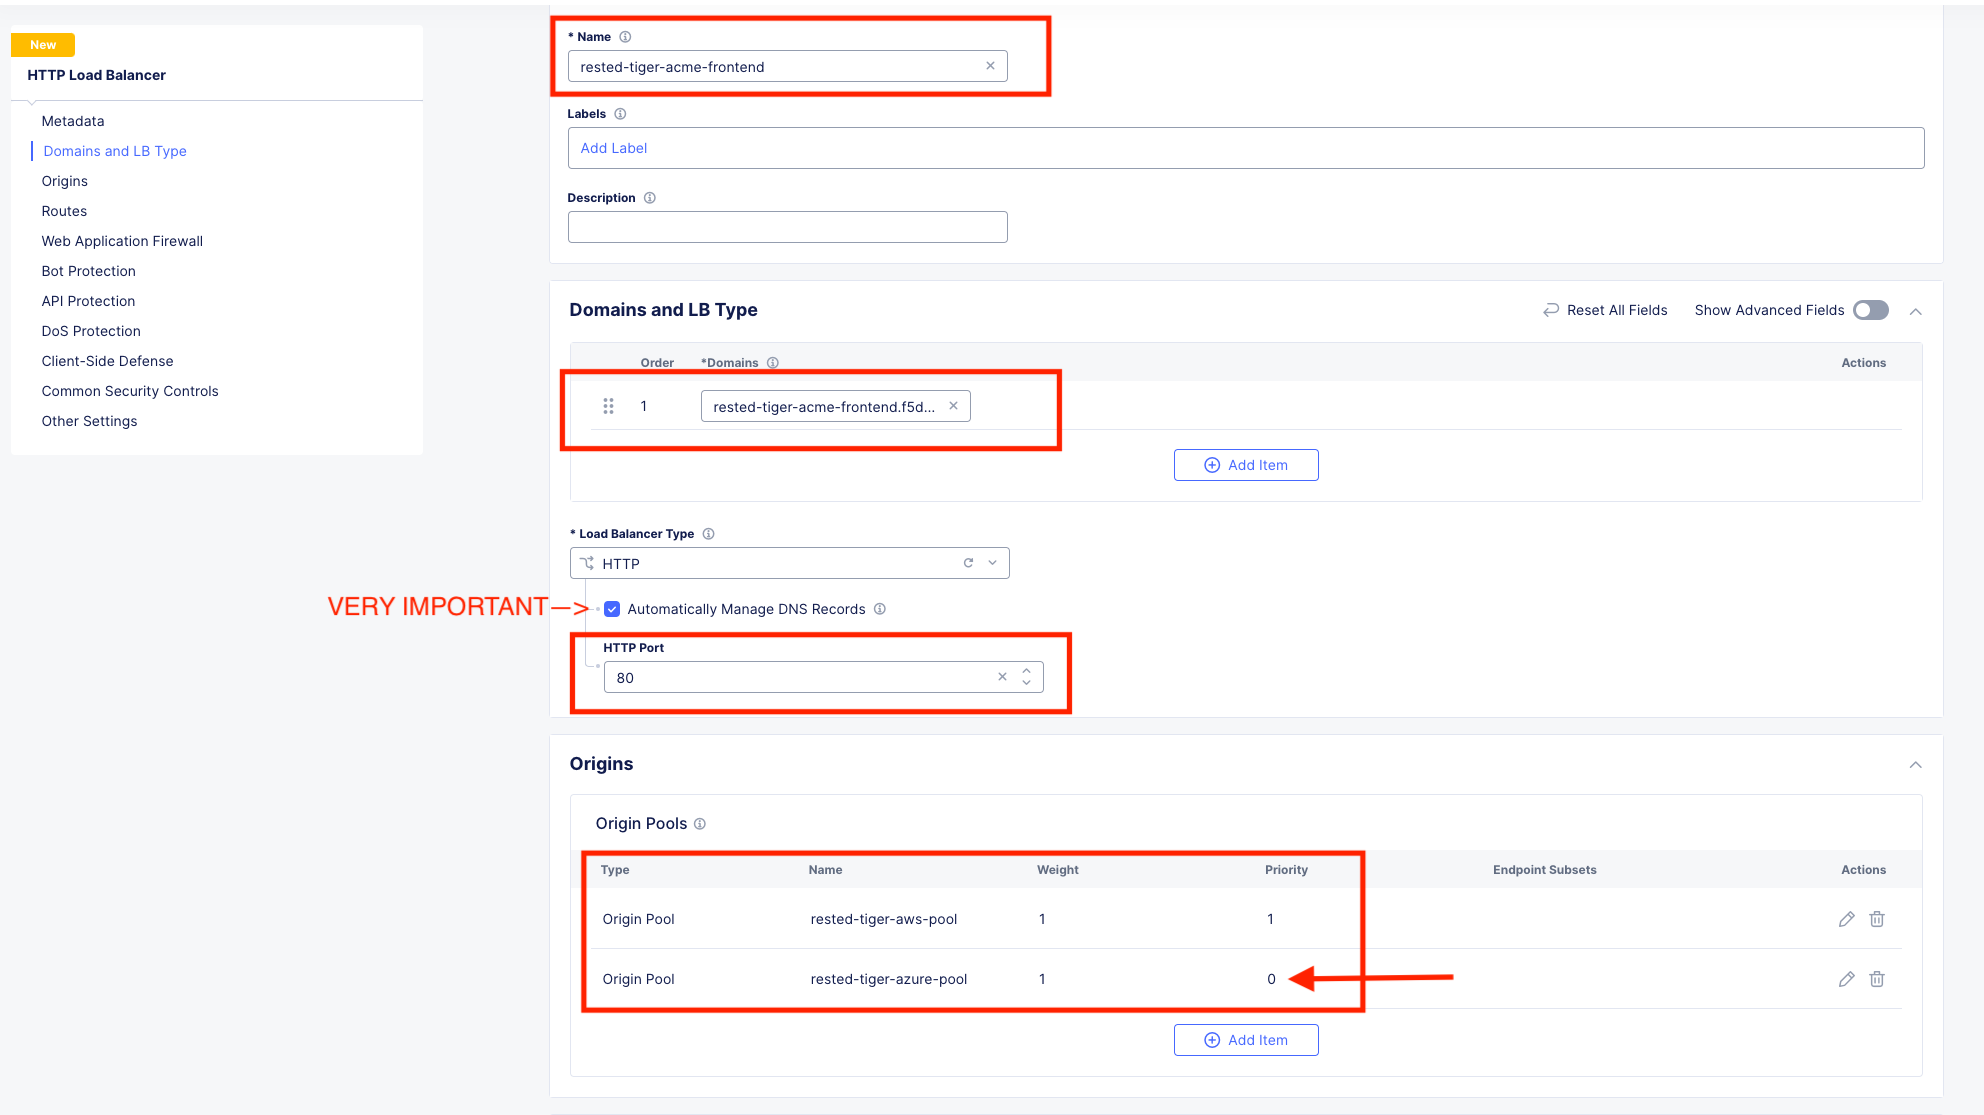 New
HTTP Load Balancer
Metadata
Domains and LB Type
Origins
Routes
Web Application Firewall
Bot Protection
API Protection
DoS Protection
Client-Side Defense
Common Security Controls
Other Settings
* Name
rested-tiger-acme-frontend
Labels
Add Label
Description
Domains and LB Type
Reset All Fields Show Advanced Fields
Order *Domains Actions
1 rested-tiger-acme-frontend.f5d...
Add Item
* Load Balancer Type
HTTP
VERY IMPORTANT—> Automatically Manage DNS Records
HTTP Port
80
Origins
Origin Pools
Type Name Weight Priority Endpoint Subsets Actions
Origin Pool rested-tiger-aws-pool 1 1
Origin Pool rested-tiger-azure-pool 1 0
Add Item